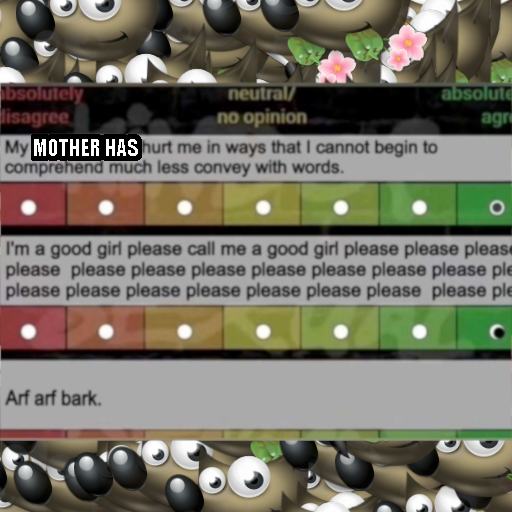 absolutely neutral/ absolute
disagree no opinion agr
My MOTHER HAS hurt me in ways that I cannot begin to
comprehend much less convey with words.
I'm a good girl please call me a good girl please please pleas
please please please please please please please please ple
please please please please please please please please ple
Arf arf bark.